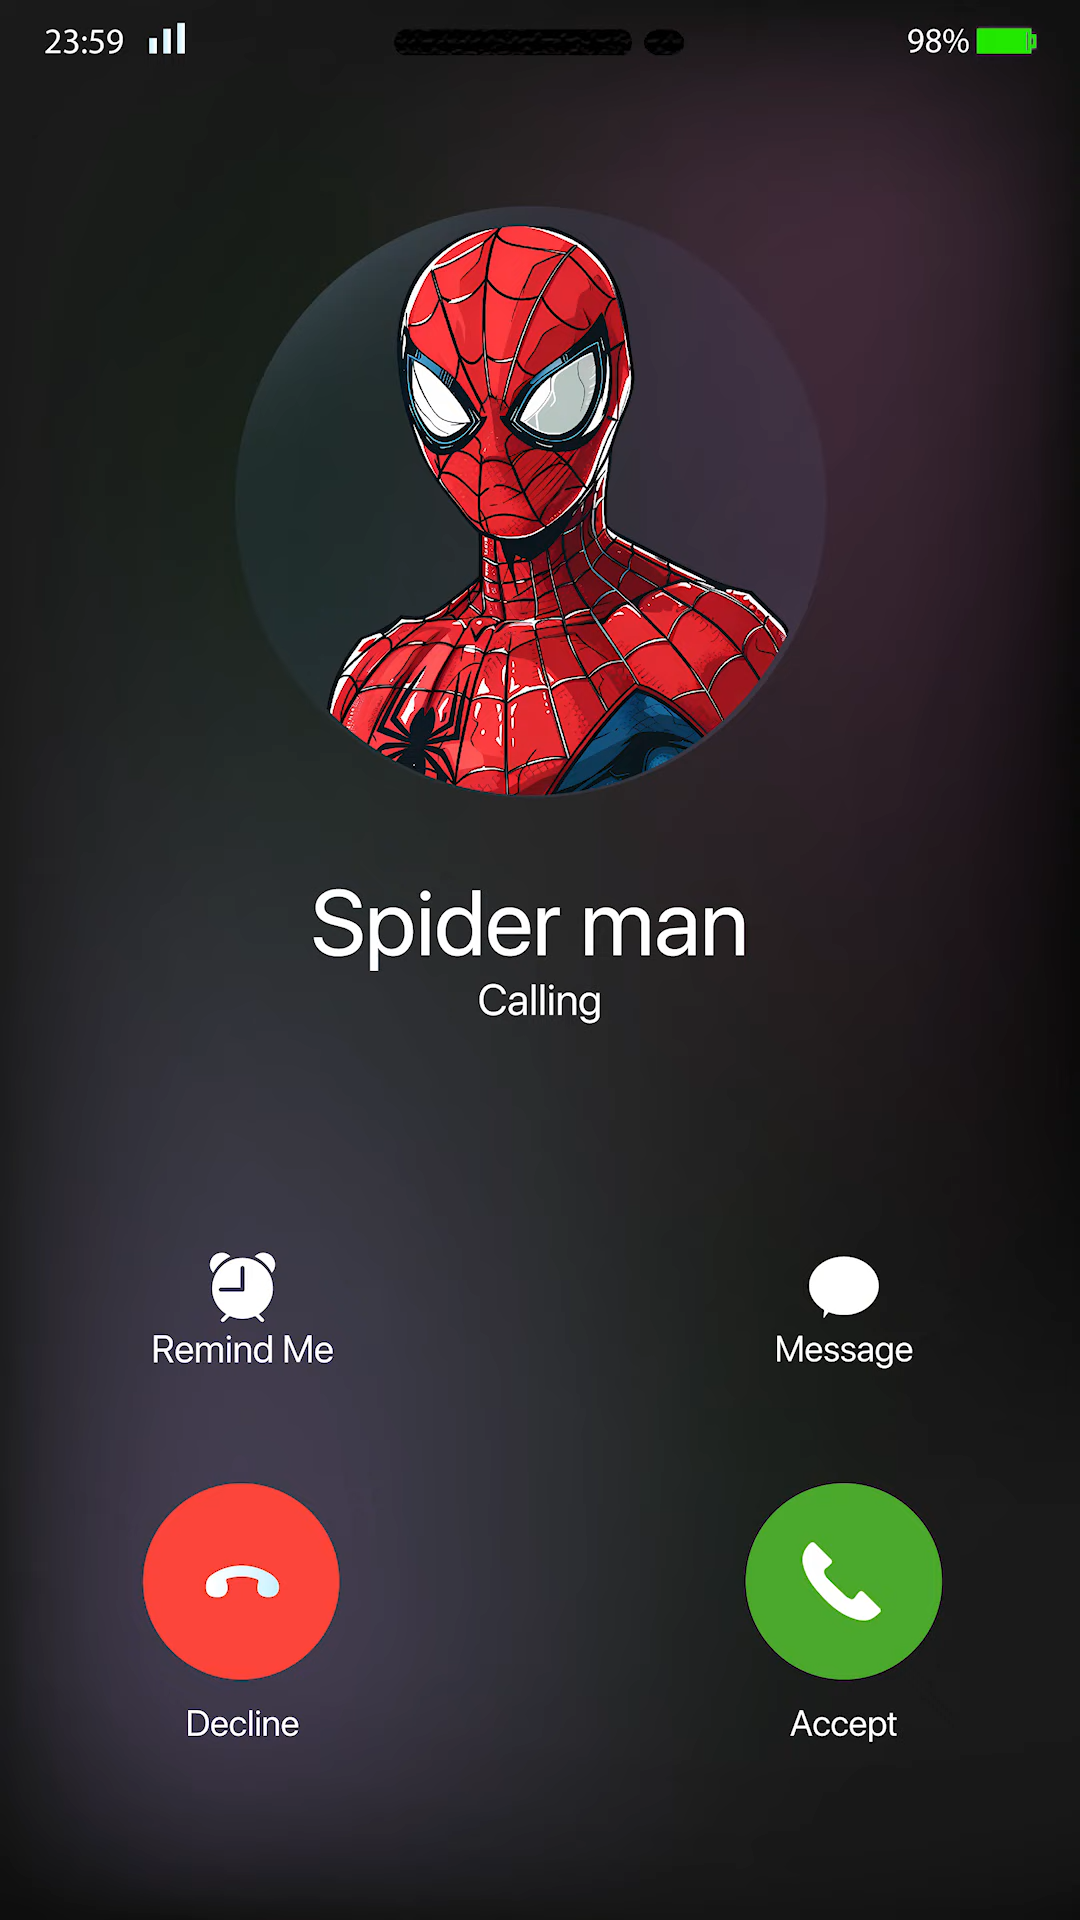 23:59 98%
Spider man
Calling
Remind Me Message
Decline Accept